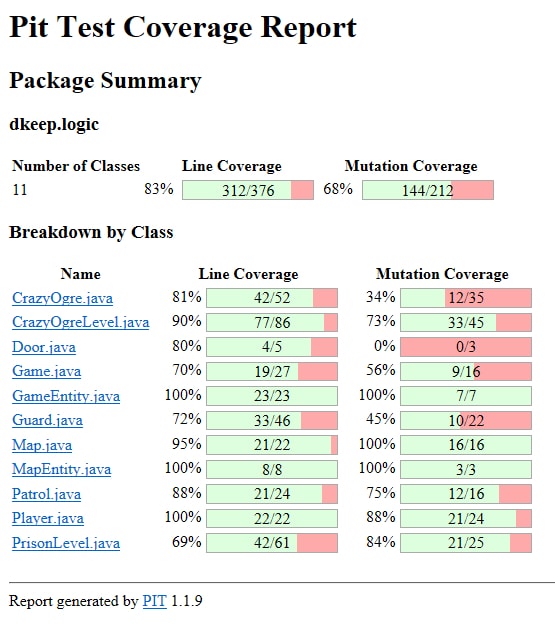 Pit Test Coverage Report
Package Summary
dkeep.logic
Number of Classes Line Coverage Mutation Coverage
11 83% 312/376 68% 144/212
Breakdown by Class
Name Line Coverage Mutation Coverage
CrazyOgre.java 81% 42/52 34% 12/35
CrazyOgreLevel.java 90% 77/86 73% 33/45
Door.java 80% 4/5 0% 0/3
Game.java 70% 19/27 56% 9/16
GameEntity.java 100% 23/23 100% 7/7
Guard.java 72% 33/46 45% 10/22
Map.java 95% 21/22 100% 16/16
MapEntity.java 100% 8/8 100% 3/3
Patrol.java 88% 21/24 75% 12/16
Player.java 100% 22/22 88% 21/24
PrisonLevel.java 69% 42/61 84% 21/25
Report generated by PIT 1.1.9